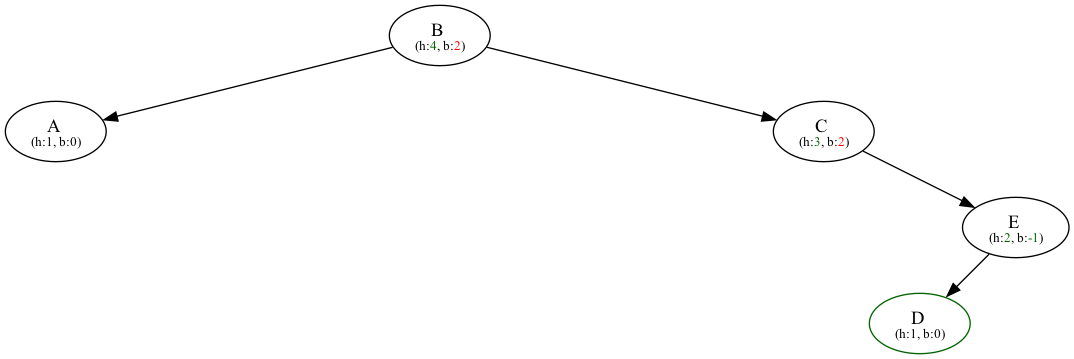 B
(h:4, b:2)
A
(h:1, b:0)
C
(h:3, b:2)
E
(h:2, b:-1)
D
(h:1, b:0)